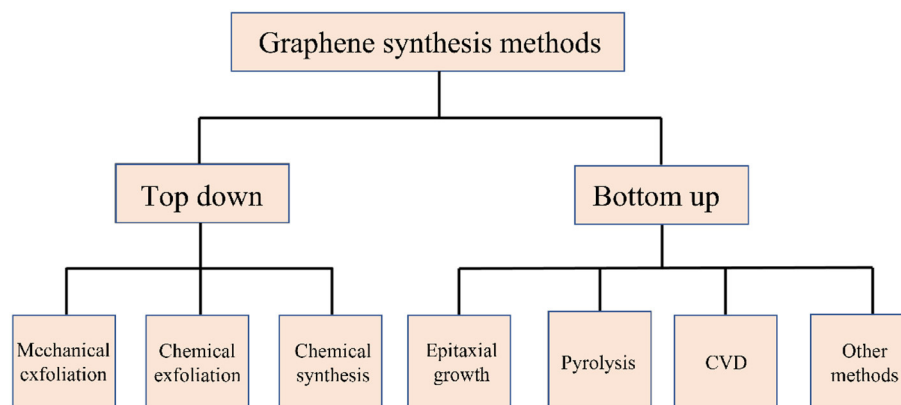 Graphene synthesis methods
Top down
Bottom up
Mechanical
exfoliation
Chemical
exfoliation
Chemical
synthesis
Epitaxial
growth
Pyrolysis
CVD
Other
methods